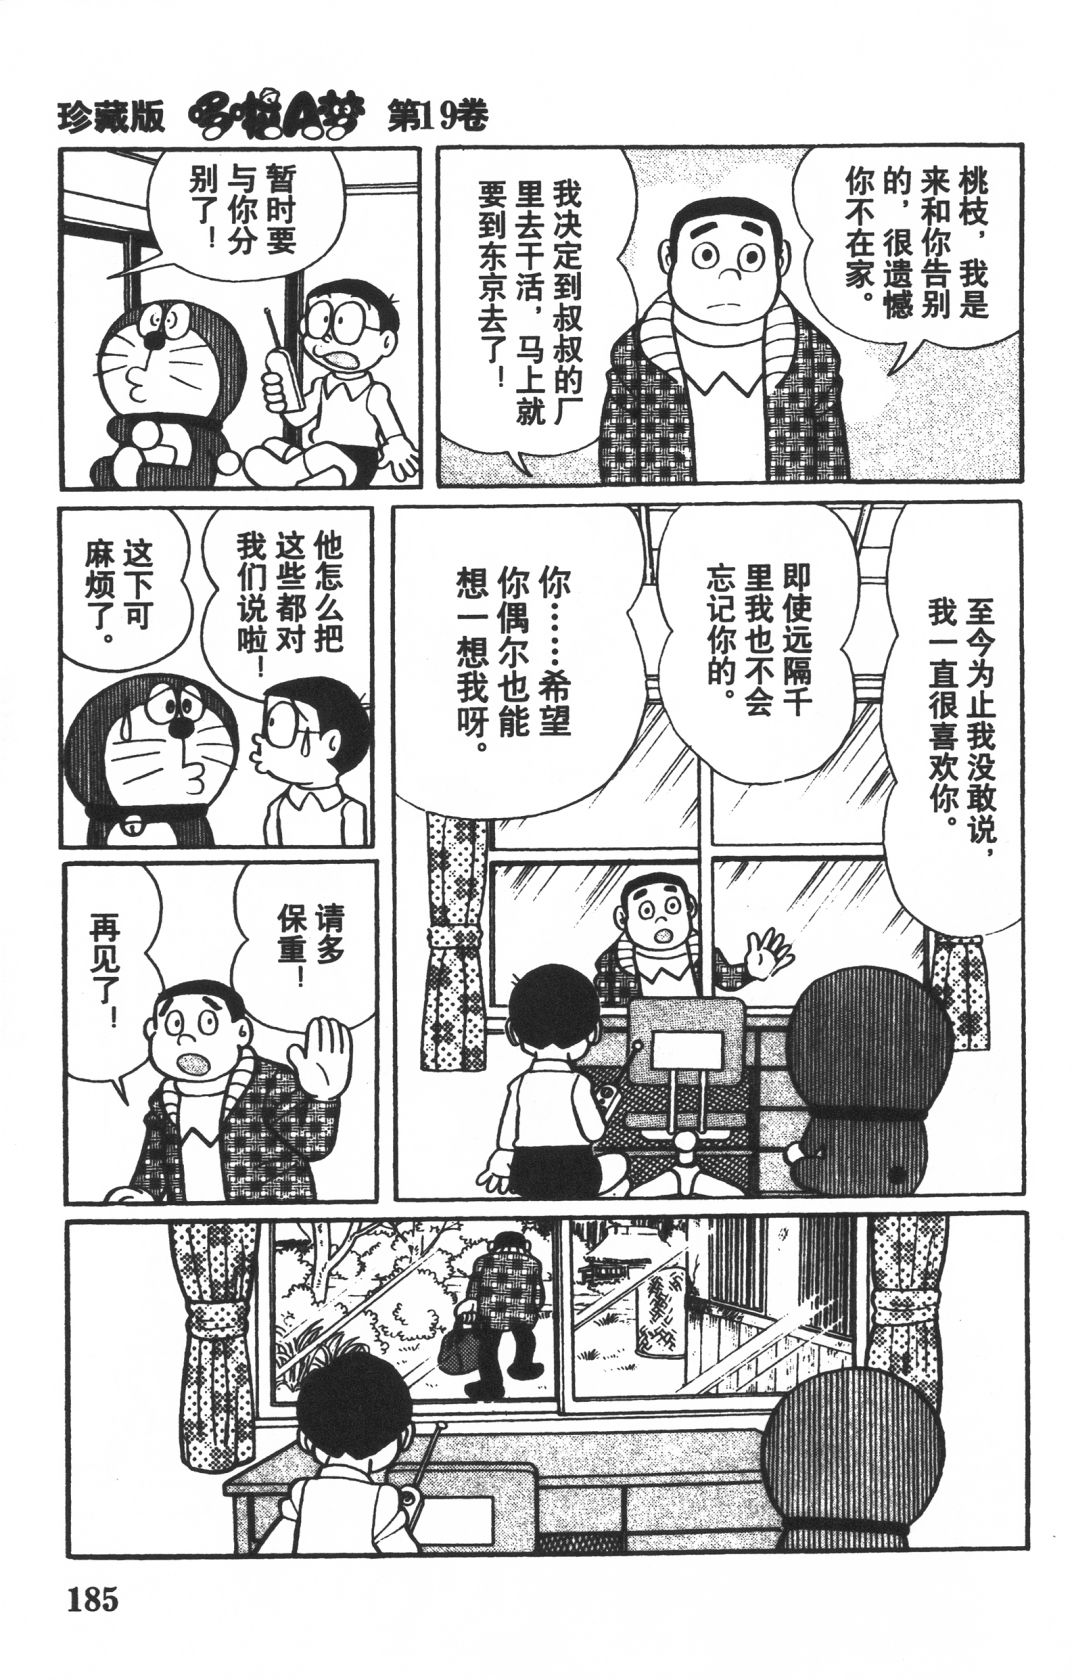 珍藏版 哆啦A梦 第19卷
桃枝，我是
来和你告别
的，很遗憾
你不在家。
我决定到叔叔的厂
里去干活，马上就
要到东京去了！
暂时要
与你分
别了！
至今为止我没敢说，
我一直很喜欢你。
即使远隔千
里我也不会
忘记你的。
你……希望
你偶尔也能
想一想我呀。
他怎么把
这些都对
我们说啦！
这下可
麻烦了。
请多
保重！
再见了！
185